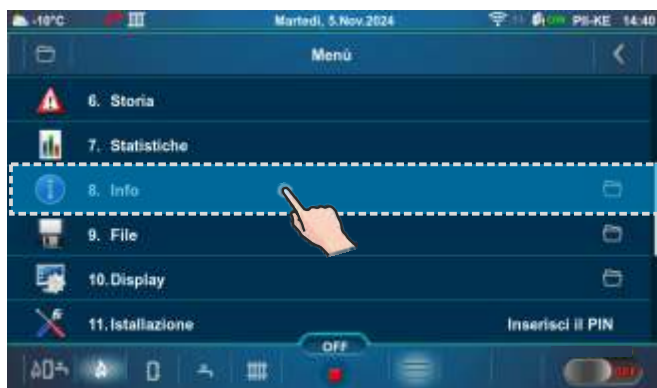 -10°C Martedì, 5.Nov.2024 PII-KE 14:40
Menù
6. Storia
7. Statistiche
8. Info
9. File
10.Display
11.Istallazione Inserisci il PIN
OFF
OFF